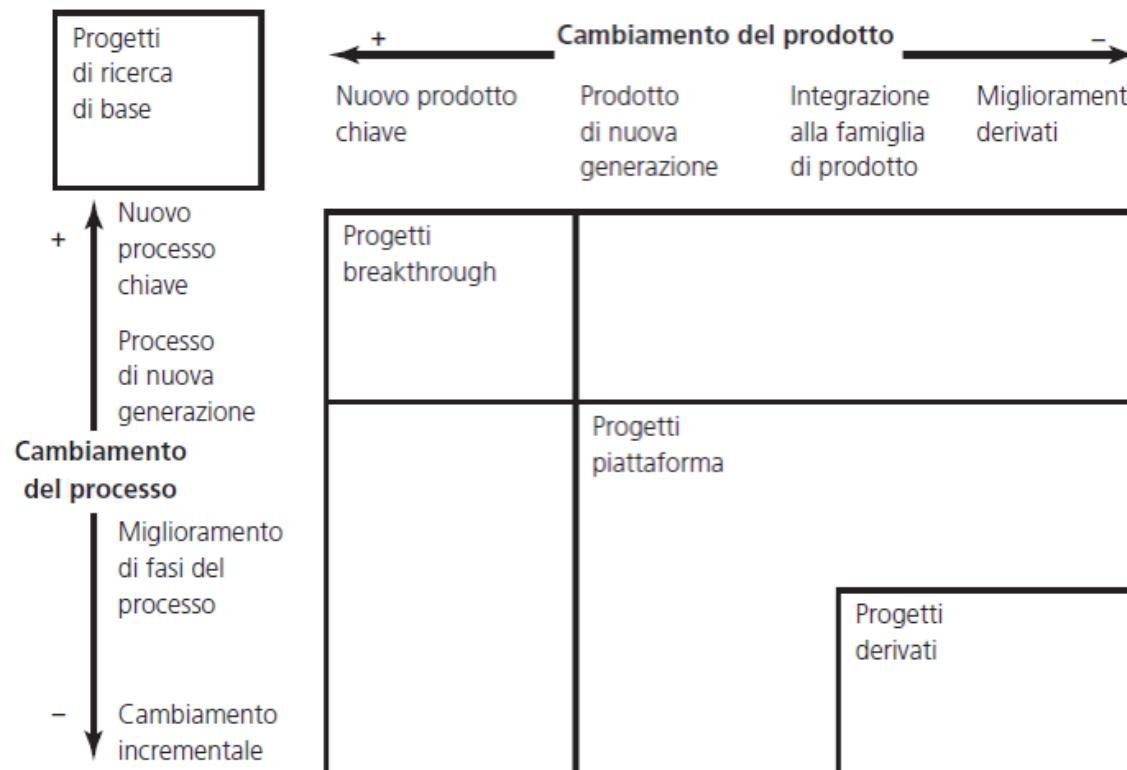 Progetti
di ricerca
di base
+ Cambiamento del prodotto –
Nuovo prodotto
chiave
Prodotto
di nuova
generazione
Integrazione
alla famiglia
di prodotto
Migliorament
derivati
+
Nuovo
processo
chiave
Processo
di nuova
generazione
Cambiamento
del processo
Miglioramento
di fasi del
processo
–
Cambiamento
incrementale
Progetti
breakthrough
Progetti
piattaforma
Progetti
derivati